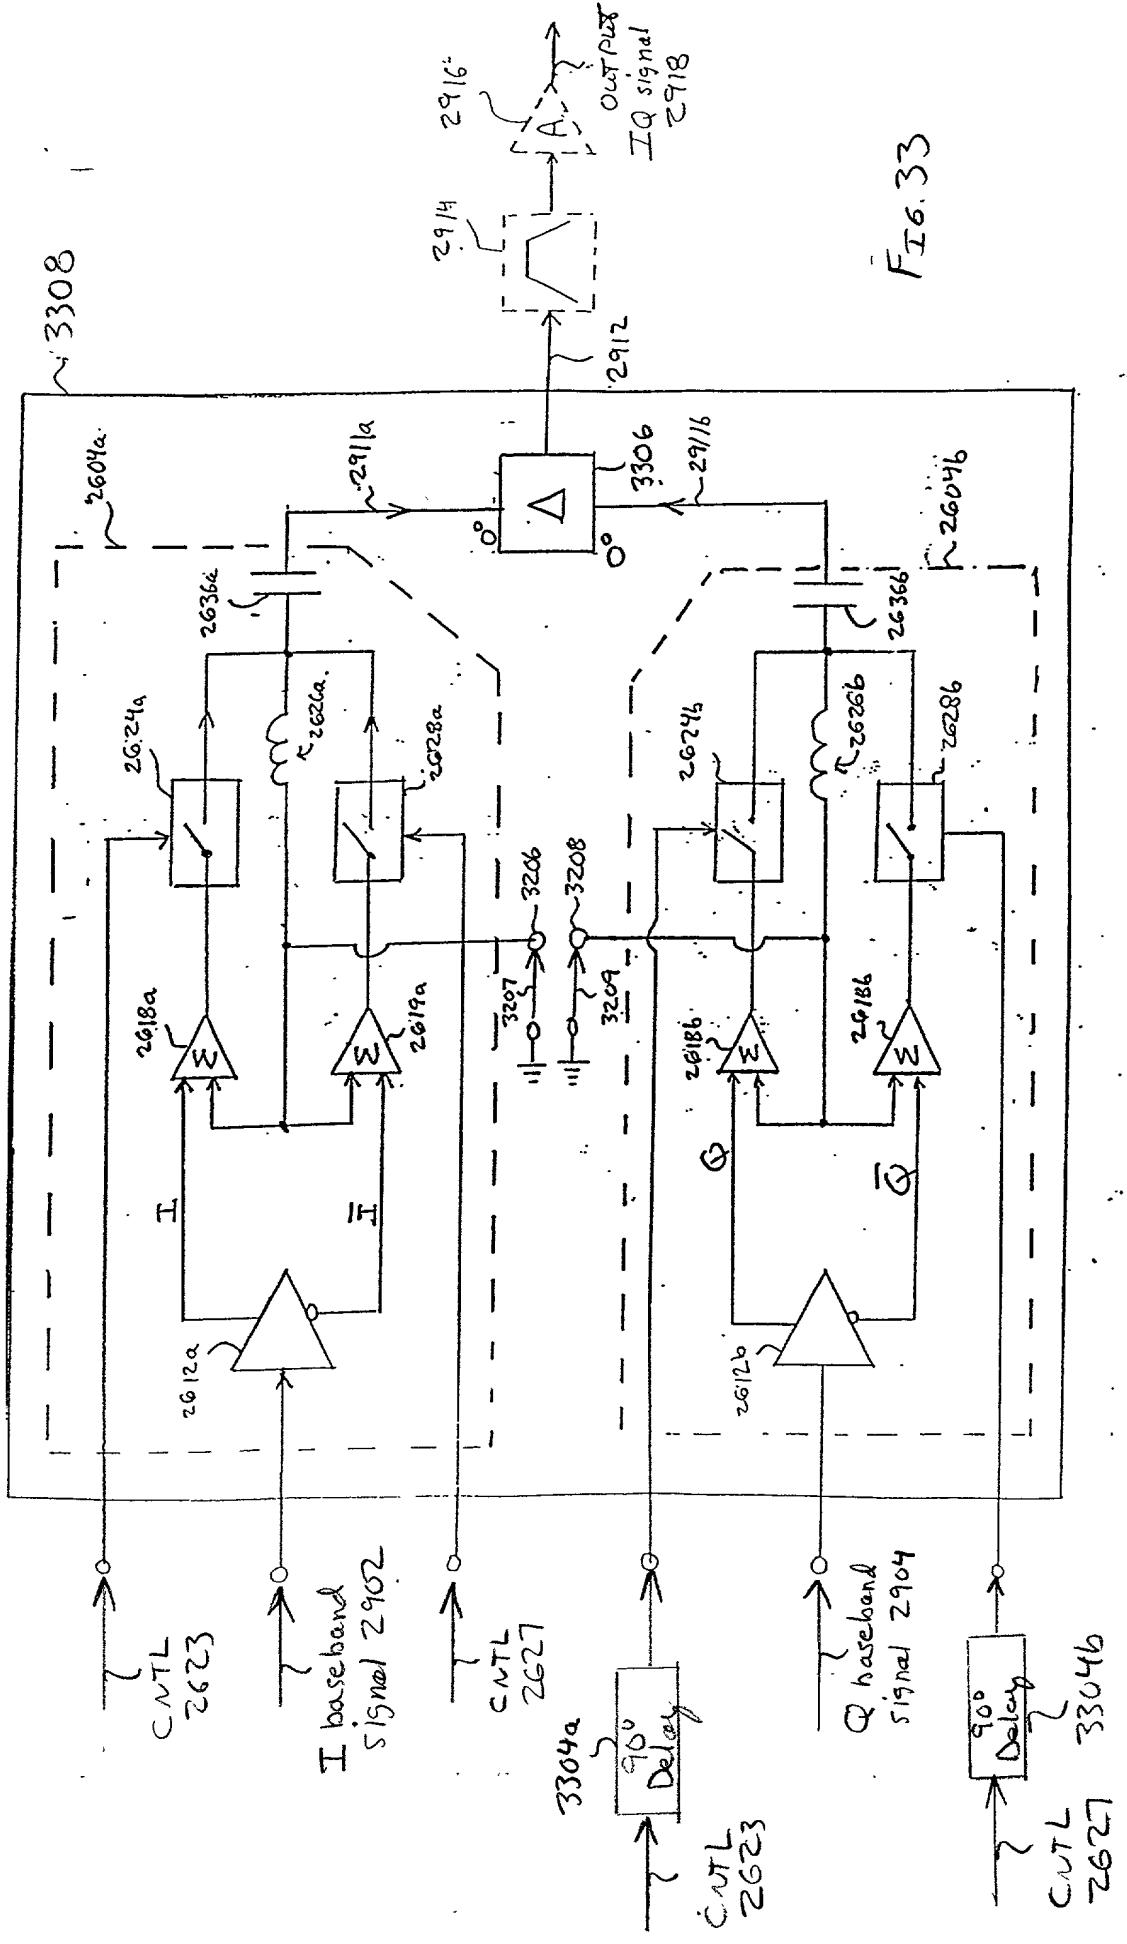 3308
2604a
CNTL
2623
2624a
2618a
I
2636a
2911a
2612a
2626a
I baseband
signal 2902
Ī
2619a
2628a
CNTL
2627
3207
3206
Δ
0°
0°
3306
2912
2914
2916
A
OUTPUT
IQ signal
2918
3209
3208
3304a
90°
Delay
CNTL
2623
2618b
2624b
Q
2911b
2604b
2612b
2626b
2636b
Q baseband
signal 2904
Q̄
2618b
2628b
90°
Delay
3304b
CNTL
2627
Σ
Σ
Σ
Σ
FIG. 33